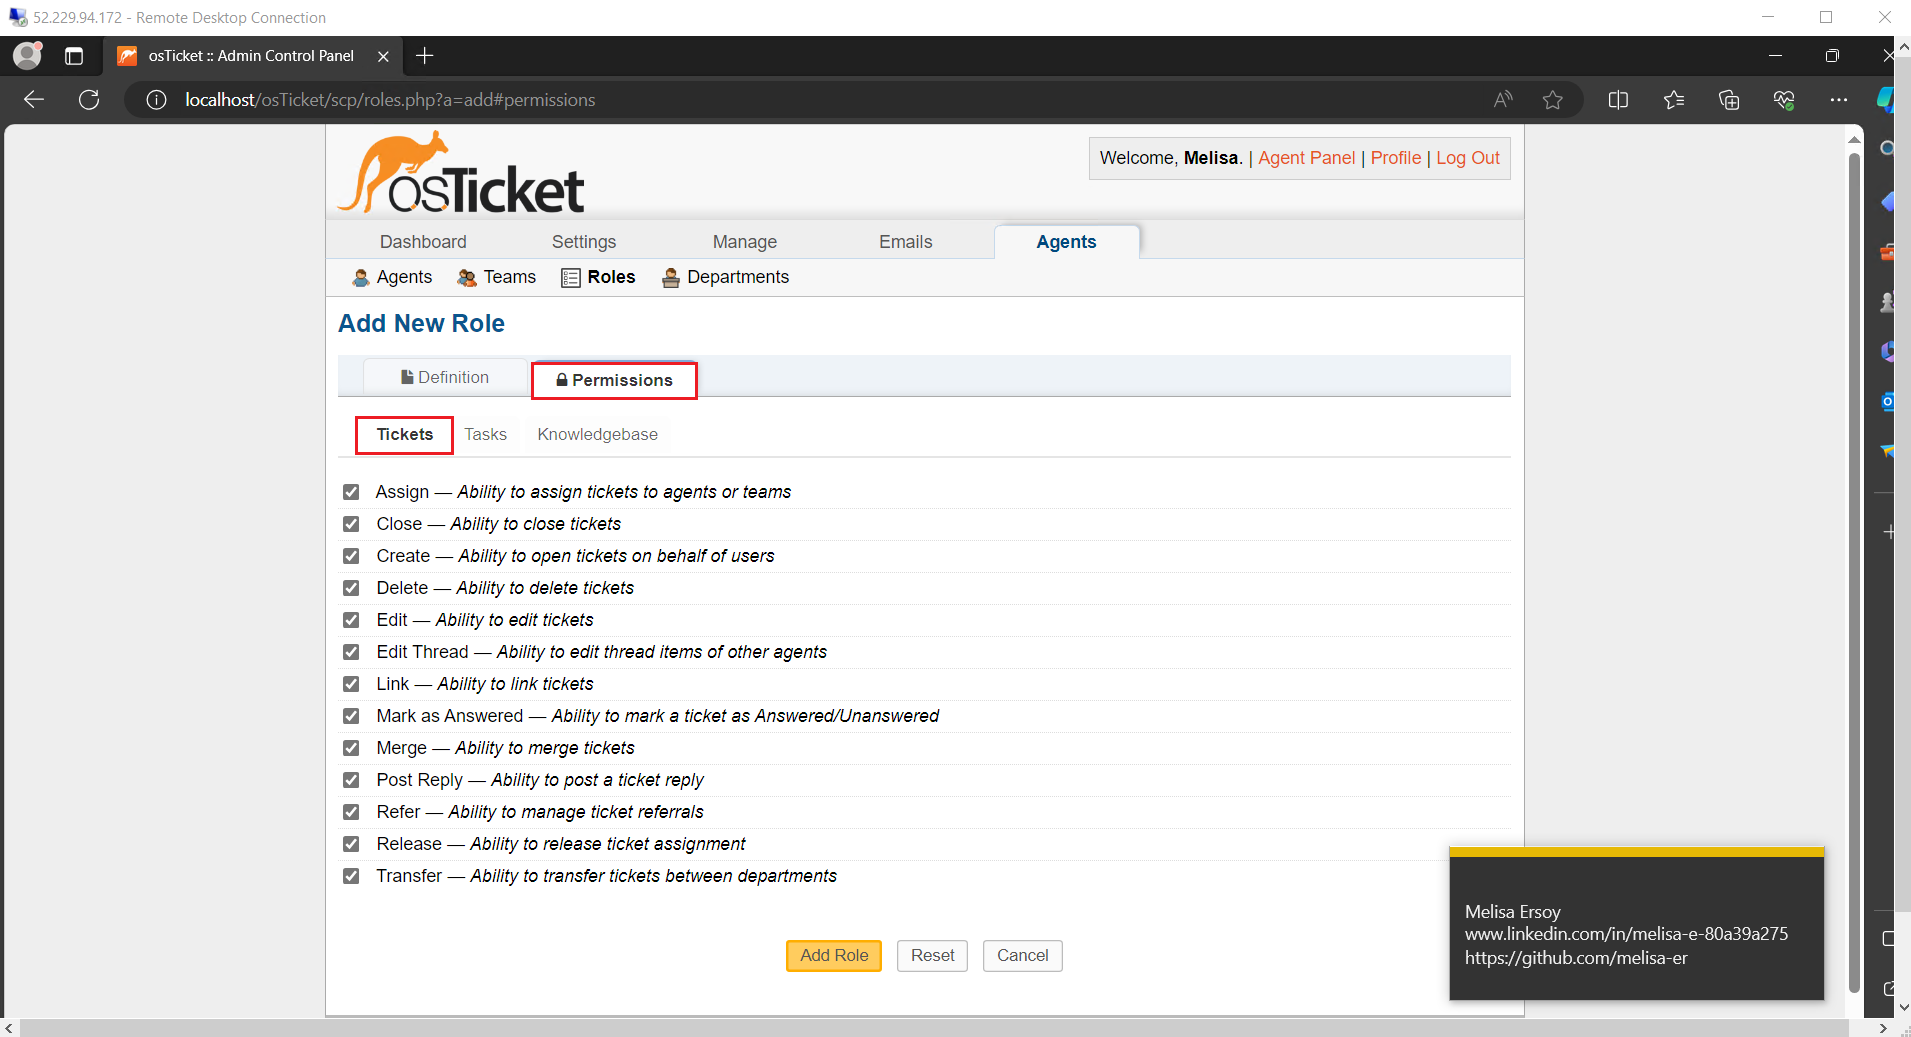 52.229.94.172 - Remote Desktop Connection
osTicket :: Admin Control Panel
localhost/osTicket/scp/roles.php?a=add#permissions
osTicket
Welcome, Melisa. | Agent Panel | Profile | Log Out
Dashboard Settings Manage Emails Agents
Agents Teams Roles Departments
Add New Role
Definition Permissions
Tickets Tasks Knowledgebase
Assign — Ability to assign tickets to agents or teams
Close — Ability to close tickets
Create — Ability to open tickets on behalf of users
Delete — Ability to delete tickets
Edit — Ability to edit tickets
Edit Thread — Ability to edit thread items of other agents
Link — Ability to link tickets
Mark as Answered — Ability to mark a ticket as Answered/Unanswered
Merge — Ability to merge tickets
Post Reply — Ability to post a ticket reply
Refer — Ability to manage ticket referrals
Release — Ability to release ticket assignment
Transfer — Ability to transfer tickets between departments
Add Role Reset Cancel
Melisa Ersoy
www.linkedin.com/in/melisa-e-80a39a275
https://github.com/melisa-er